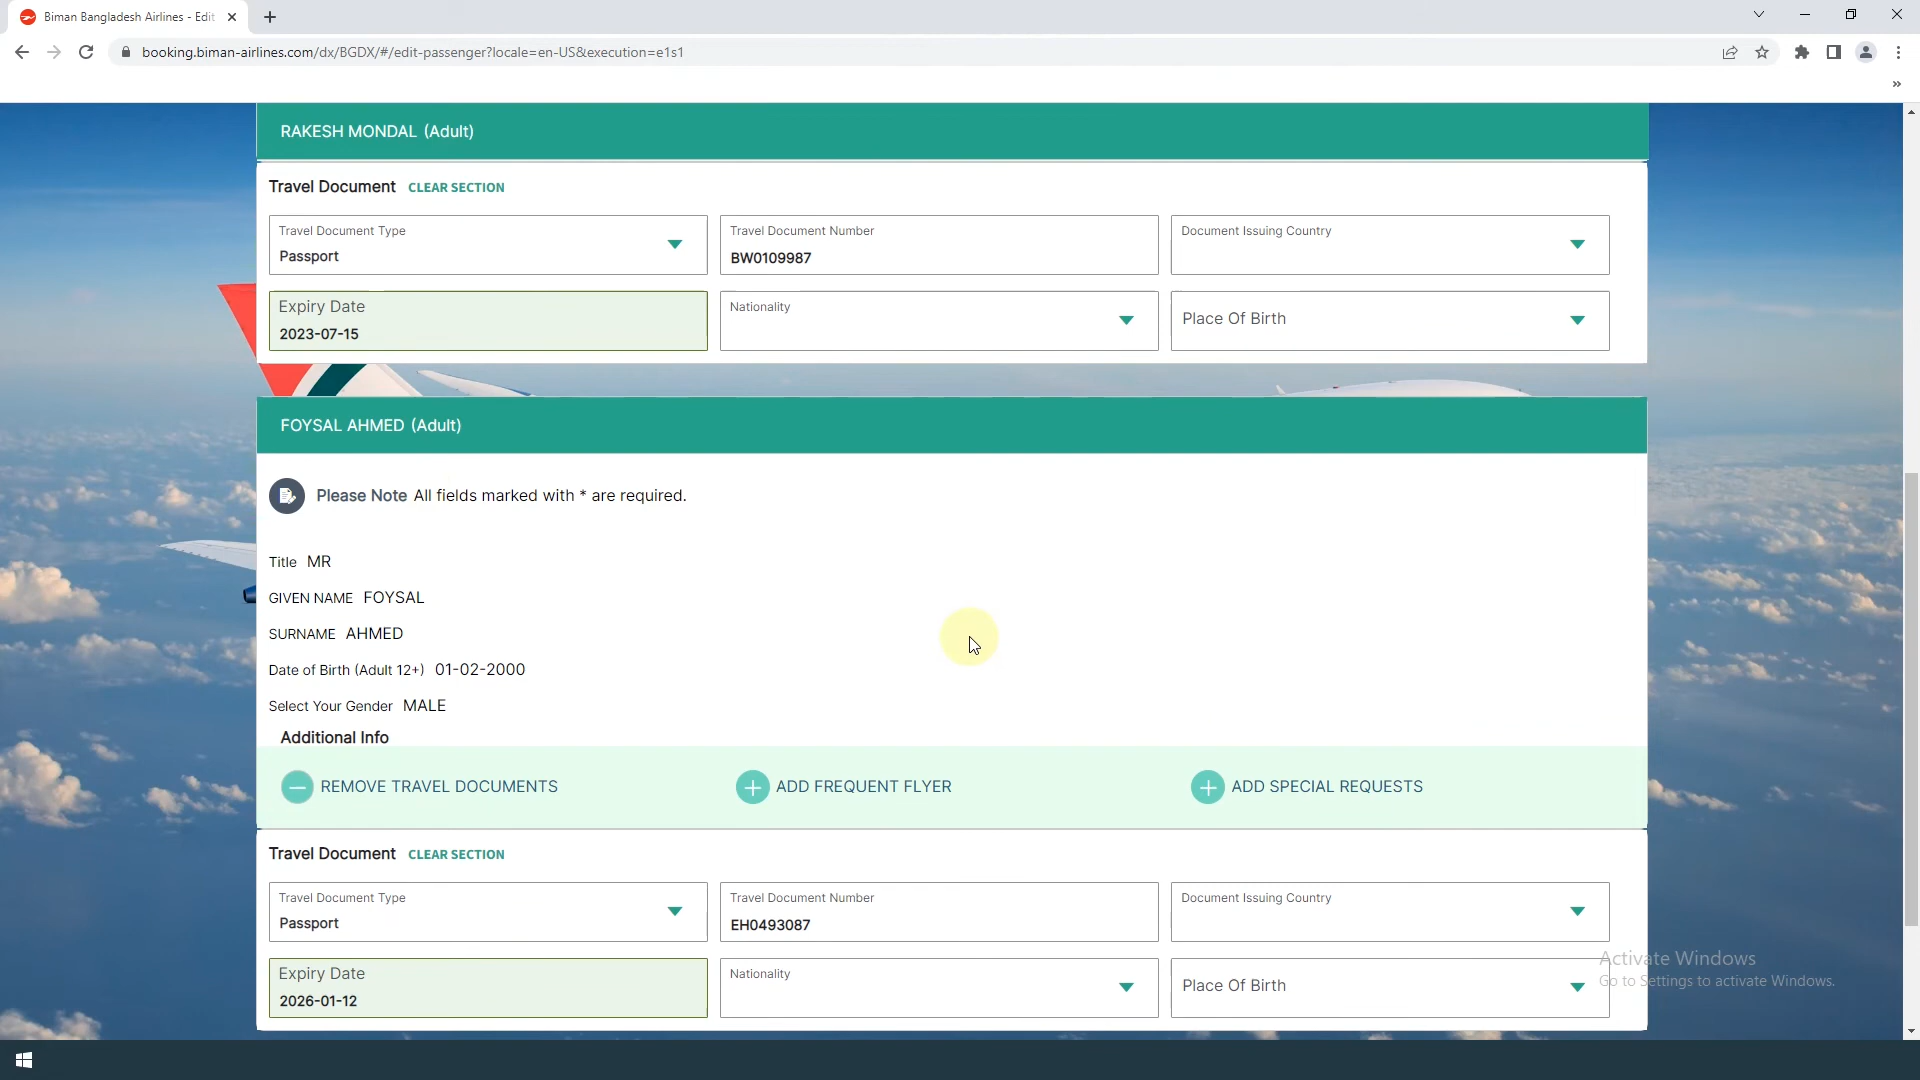 Biman Bangladesh Airlines - Edit
booking.biman-airlines.com/dx/BGDX/#/edit-passenger?locale=en-US&execution=e1s1
»
RAKESH MONDAL (Adult)
Travel Document CLEAR SECTION
Travel Document Type
Passport
Travel Document Number
BW0109987
Document Issuing Country
Expiry Date
2023-07-15
Nationality
Place Of Birth
FOYSAL AHMED (Adult)
Please Note All fields marked with * are required.
Title MR
GIVEN NAME FOYSAL
SURNAME AHMED
Date of Birth (Adult 12+) 01-02-2000
Select Your Gender MALE
Additional Info
REMOVE TRAVEL DOCUMENTS
ADD FREQUENT FLYER
ADD SPECIAL REQUESTS
Travel Document CLEAR SECTION
Travel Document Type
Passport
Travel Document Number
EH0493087
Document Issuing Country
Expiry Date
2026-01-12
Nationality
Place Of Birth
Activate Windows
Go to Settings to activate Windows.